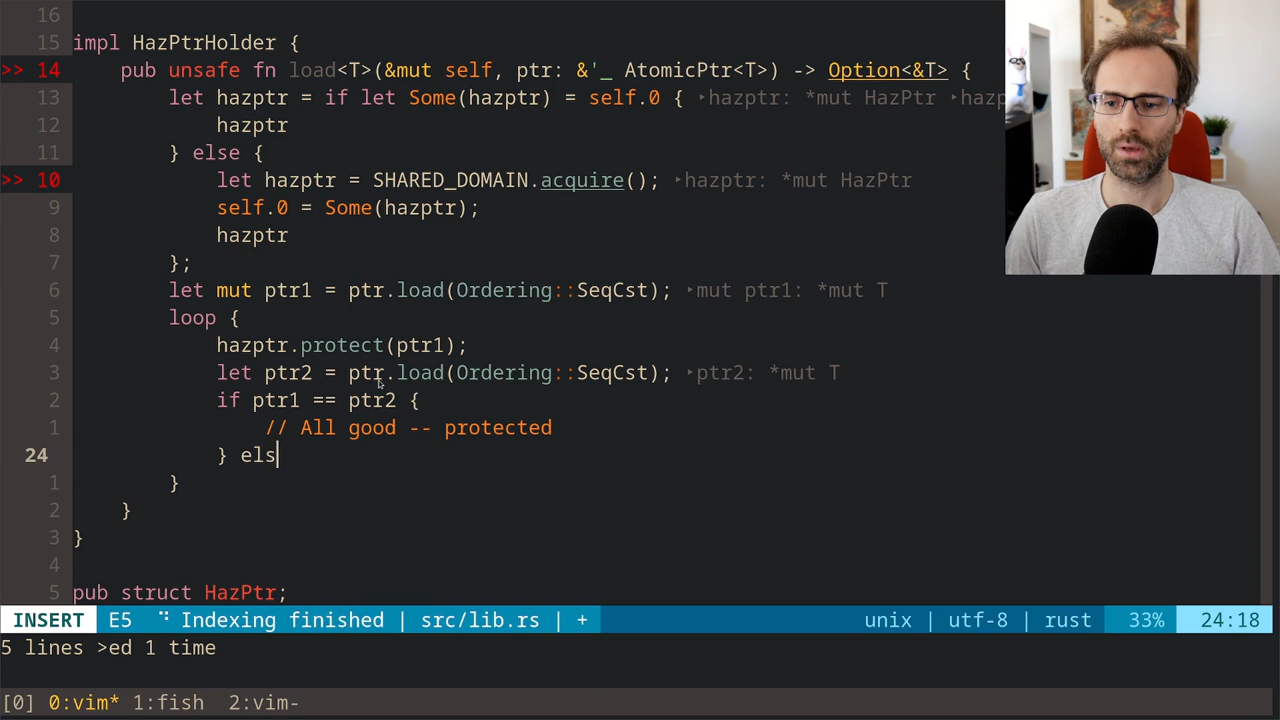 16
15 impl HazPtrHolder {
>> 14     pub unsafe fn load<T>(&mut self, ptr: &'_ AtomicPtr<T>) -> Option<&T> {
13         let hazptr = if let Some(hazptr) = self.0 { ‣hazptr: *mut HazPtr ‣hazp
12             hazptr
11         } else {
>> 10             let hazptr = SHARED_DOMAIN.acquire(); ‣hazptr: *mut HazPtr
9             self.0 = Some(hazptr);
8             hazptr
7         };
6         let mut ptr1 = ptr.load(Ordering::SeqCst); ‣mut ptr1: *mut T
5         loop {
4             hazptr.protect(ptr1);
3             let ptr2 = ptr.load(Ordering::SeqCst); ‣ptr2: *mut T
2             if ptr1 == ptr2 {
1                 // All good -- protected
24             } els
1         }
2     }
3 }
4
5 pub struct HazPtr;
INSERT E5 ⠋ Indexing finished | src/lib.rs | + unix | utf-8 | rust 33% 24:18
5 lines >ed 1 time
[0] 0:vim* 1:fish 2:vim-